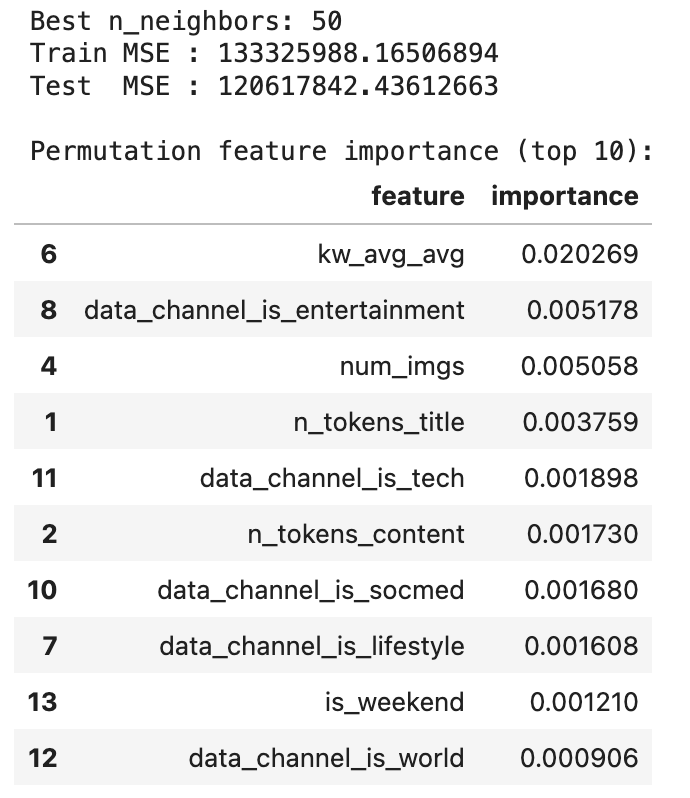 Best n_neighbors: 50
Train MSE : 133325988.16506894
Test  MSE : 120617842.43612663
Permutation feature importance (top 10):
feature importance
6 kw_avg_avg 0.020269
8 data_channel_is_entertainment 0.005178
4 num_imgs 0.005058
1 n_tokens_title 0.003759
11 data_channel_is_tech 0.001898
2 n_tokens_content 0.001730
10 data_channel_is_socmed 0.001680
7 data_channel_is_lifestyle 0.001608
13 is_weekend 0.001210
12 data_channel_is_world 0.000906